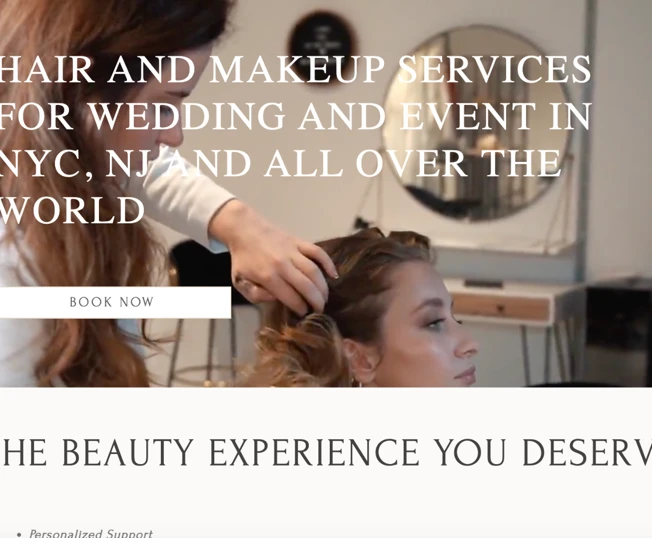 HAIR AND MAKEUP SERVICES
FOR WEDDING AND EVENT IN
NYC, NJ AND ALL OVER THE
WORLD
BOOK NOW
HE BEAUTY EXPERIENCE YOU DESERV
• Personalized Support